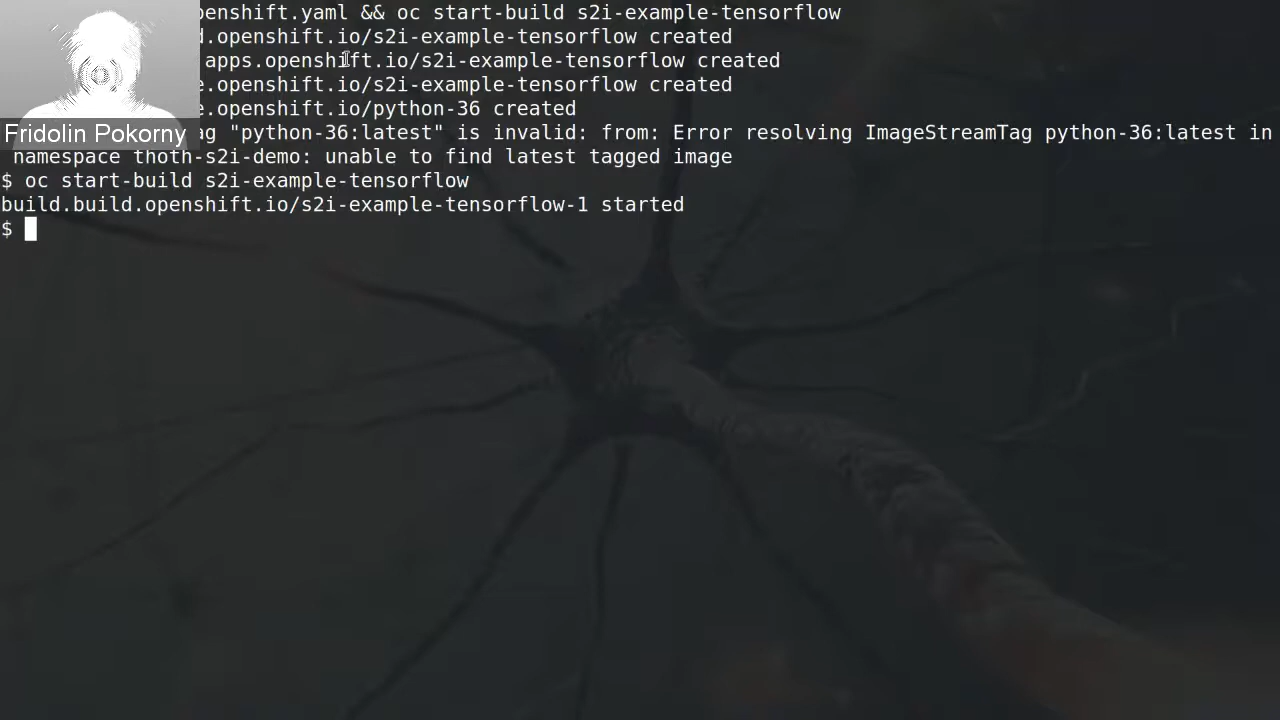 penshift.yaml && oc start-build s2i-example-tensorflow
.openshift.io/s2i-example-tensorflow created
apps.openshift.io/s2i-example-tensorflow created
e.openshift.io/s2i-example-tensorflow created
e.openshift.io/python-36 created
Fridolin Pokorny
ag "python-36:latest" is invalid: from: Error resolving ImageStreamTag python-36:latest in
namespace thoth-s2i-demo: unable to find latest tagged image
$ oc start-build s2i-example-tensorflow
build.build.openshift.io/s2i-example-tensorflow-1 started
$